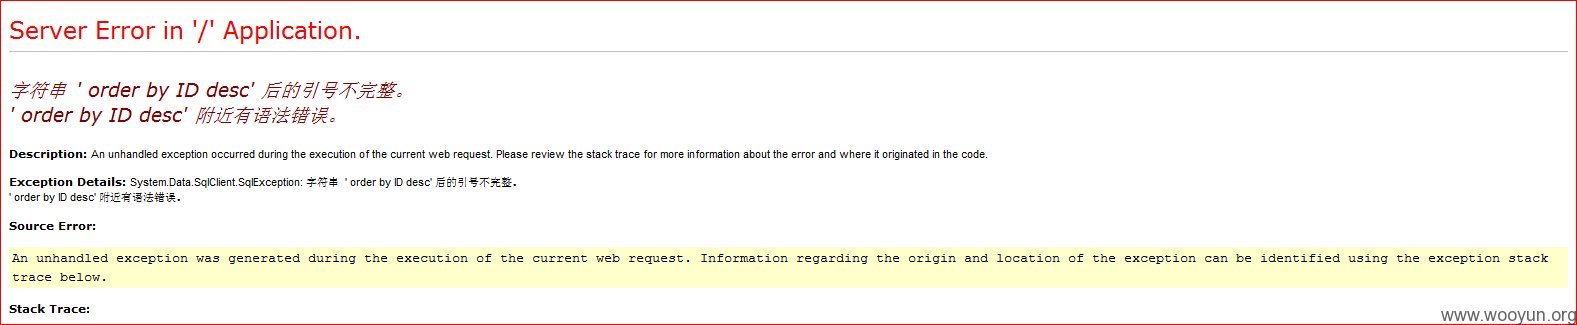 Server Error in '/' Application.
字符串 ' order by ID desc' 后的引号不完整。
' order by ID desc' 附近有语法错误。
Description: An unhandled exception occurred during the execution of the current web request. Please review the stack trace for more information about the error and where it originated in the code.
Exception Details: System.Data.SqlClient.SqlException: 字符串 ' order by ID desc' 后的引号不完整。
' order by ID desc' 附近有语法错误。
Source Error:
An unhandled exception was generated during the execution of the current web request. Information regarding the origin and location of the exception can be identified using the exception stack
trace below.
Stack Trace:
www.wooyun.org